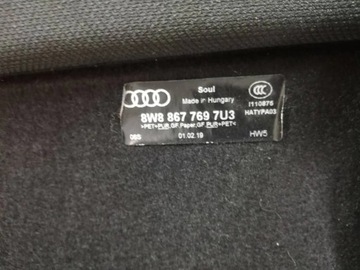 Soul
Made in Hungary
I110875
HATYPA03
8W8 867 769 7U3
>PET+PUR,GF,Paper,GF,PUR+PET<
01.02.19
HW5